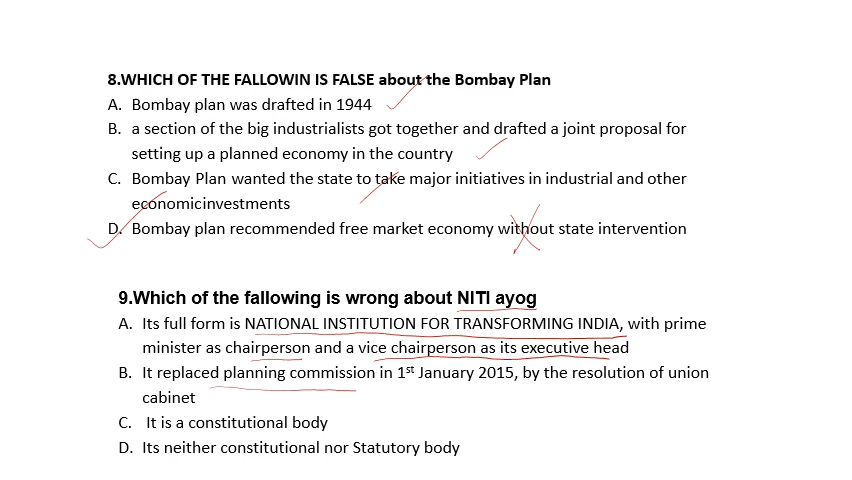 8.WHICH OF THE FALLOWIN IS FALSE about the Bombay Plan
A. Bombay plan was drafted in 1944
B. a section of the big industrialists got together and drafted a joint proposal for
setting up a planned economy in the country
C. Bombay Plan wanted the state to take major initiatives in industrial and other
economicinvestments
D. Bombay plan recommended free market economy without state intervention
9.Which of the fallowing is wrong about NITI ayog
A. Its full form is NATIONAL INSTITUTION FOR TRANSFORMING INDIA, with prime
minister as chairperson and a vice chairperson as its executive head
B. It replaced planning commission in 1st January 2015, by the resolution of union
cabinet
C. It is a constitutional body
D. Its neither constitutional nor Statutory body